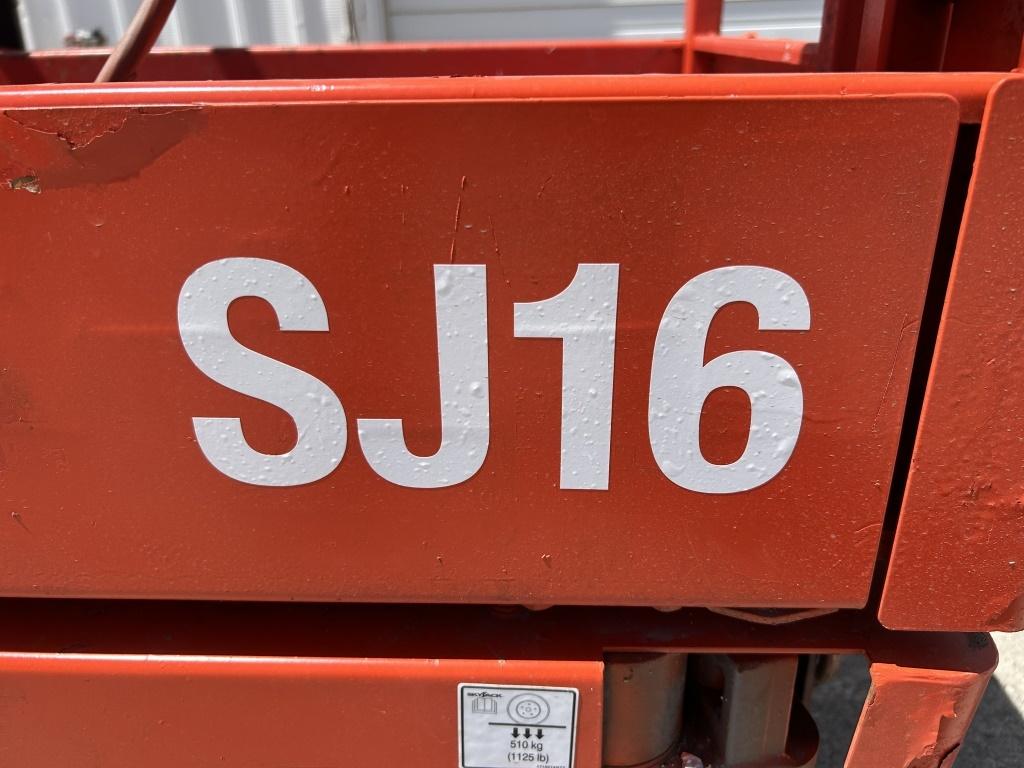 SJ16
SKYJACK
510 kg
(1125 lb)